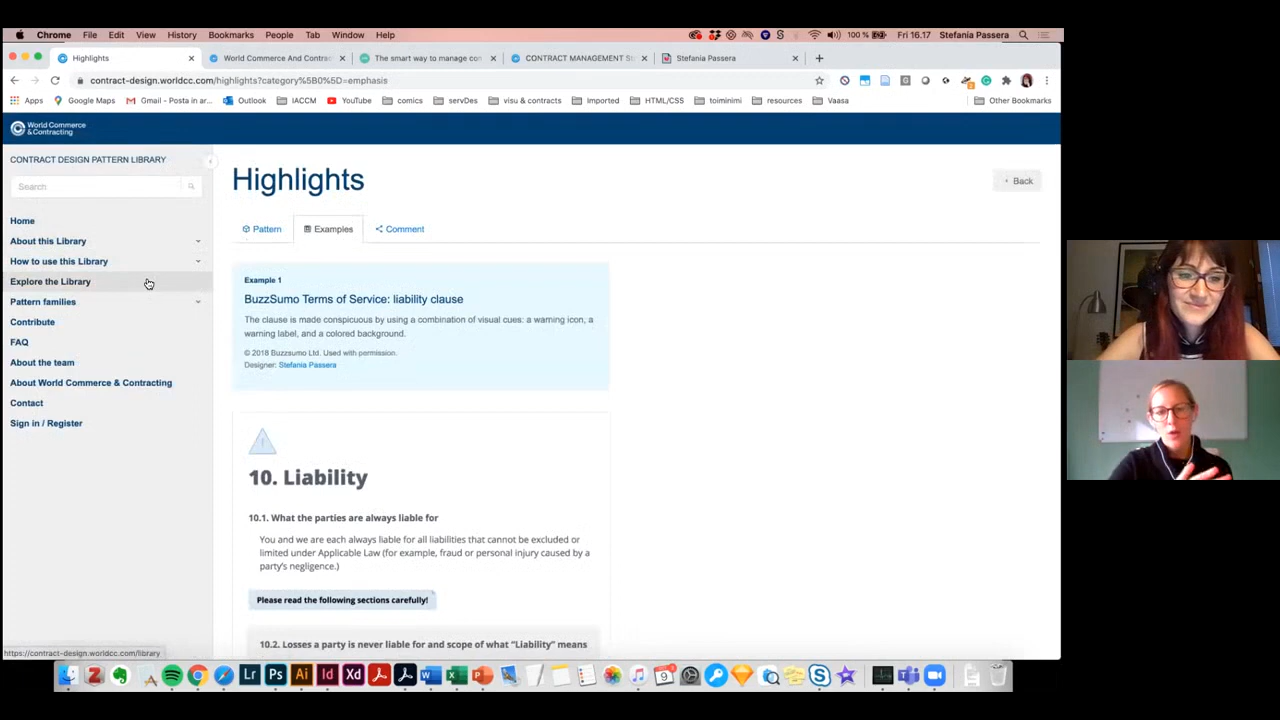 Chrome File Edit View History Bookmarks People Tab Window Help 100 % Fri 16.17 Stefania Passera
Highlights World Commerce And Contrac The smart way to manage con CONTRACT MANAGEMENT S Stefania Passera
contract-design.worldcc.com/highlights?category%5B0%5D=emphasis
Apps Google Maps Gmail - Posta in ar... Outlook IACCM YouTube comics servDes visu & contracts Imported HTML/CSS toiminimi resources Vaasa Other Bookmarks
World Commerce
& Contracting
CONTRACT DESIGN PATTERN LIBRARY
Search
Home
About this Library
How to use this Library
Explore the Library
Pattern families
Contribute
FAQ
About the team
About World Commerce & Contracting
Contact
Sign in / Register
Highlights
Back
Pattern Examples Comment
Example 1
BuzzSumo Terms of Service: liability clause
The clause is made conspicuous by using a combination of visual cues: a warning icon, a
warning label, and a colored background.
© 2018 Buzzsumo Ltd. Used with permission.
Designer: Stefania Passera
10. Liability
10.1. What the parties are always liable for
You and we are each always liable for all liabilities that cannot be excluded or
limited under Applicable Law (for example, fraud or personal injury caused by a
party's negligence.)
Please read the following sections carefully!
10.2. Losses a party is never liable for and scope of what "Liability" means
https://contract-design.worldcc.com/library
Lr Ps Ai Id Xd